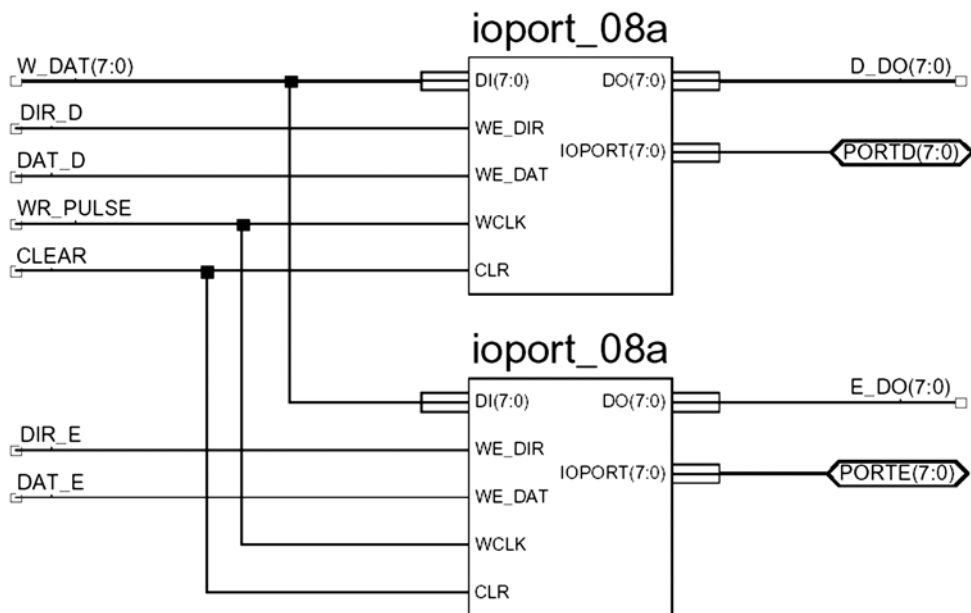 ioport_08a
W_DAT(7:0)
DI(7:0)
DO(7:0)
D_DO(7:0)
DIR_D
WE_DIR
IOPORT(7:0)
PORTD(7:0)
DAT_D
WE_DAT
WR_PULSE
WCLK
CLEAR
CLR
ioport_08a
DI(7:0)
DO(7:0)
E_DO(7:0)
DIR_E
WE_DIR
IOPORT(7:0)
PORTE(7:0)
DAT_E
WE_DAT
WCLK
CLR